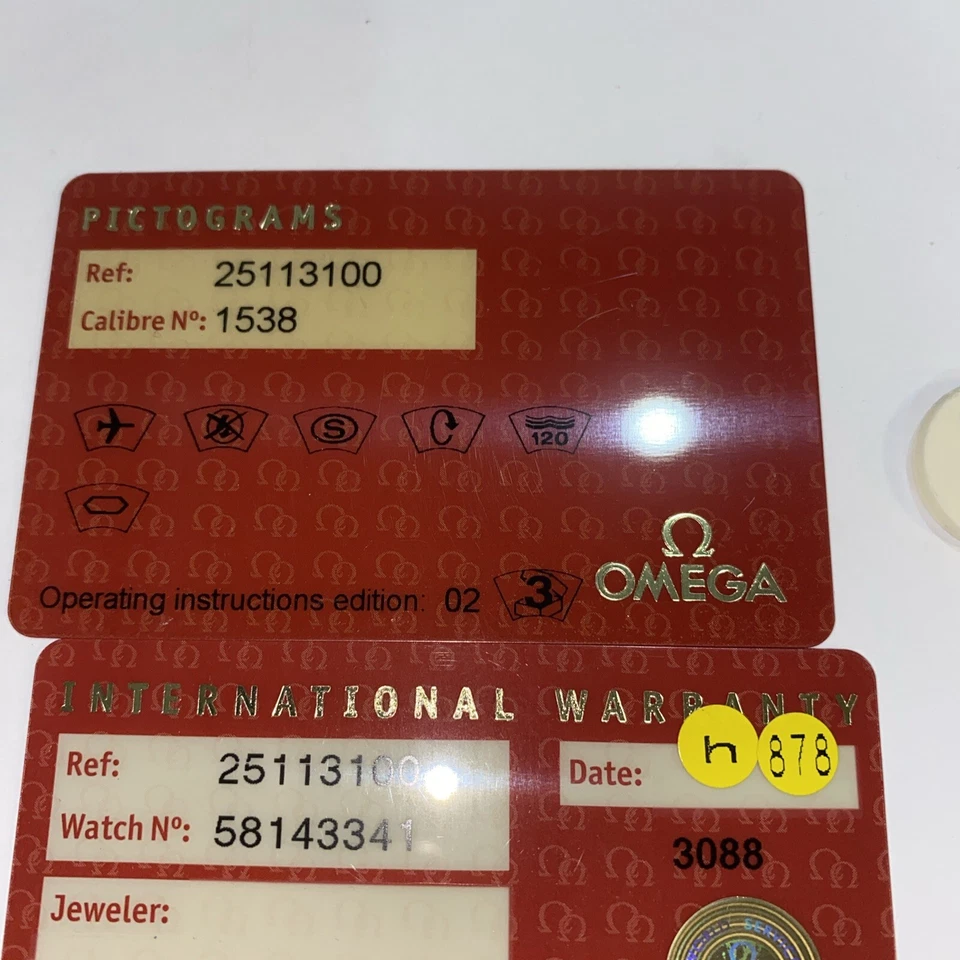 PICTOGRAMS
Ref: 25113100
Calibre Nº: 1538
S
120
Operating instructions edition: 02 3
Ω
OMEGA
INTERNATIONAL WARRANTY
Ref: 25113100
Watch Nº: 58143341
Date:
h 878
3088
Jeweler: